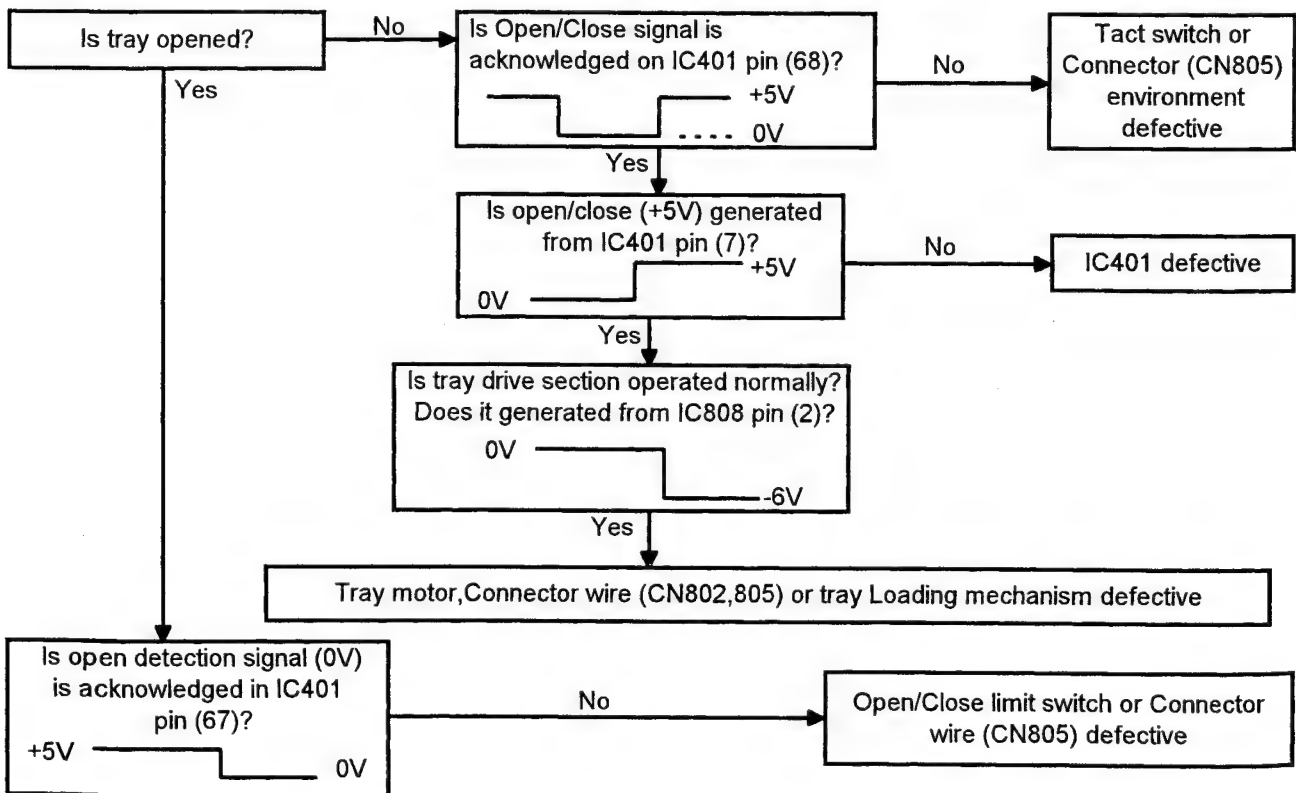 Is tray opened?
No
Is Open/Close signal is
acknowledged on IC401 pin (68)?
+5V
0V
No
Tact switch or
Connector (CN805)
environment
defective
Yes
Yes
Is open/close (+5V) generated
from IC401 pin (7)?
+5V
0V
No
IC401 defective
Yes
Is tray drive section operated normally?
Does it generated from IC808 pin (2)?
0V
-6V
Yes
Tray motor,Connector wire (CN802,805) or tray Loading mechanism defective
Is open detection signal (0V)
is acknowledged in IC401
pin (67)?
+5V
0V
No
Open/Close limit switch or Connector
wire (CN805) defective